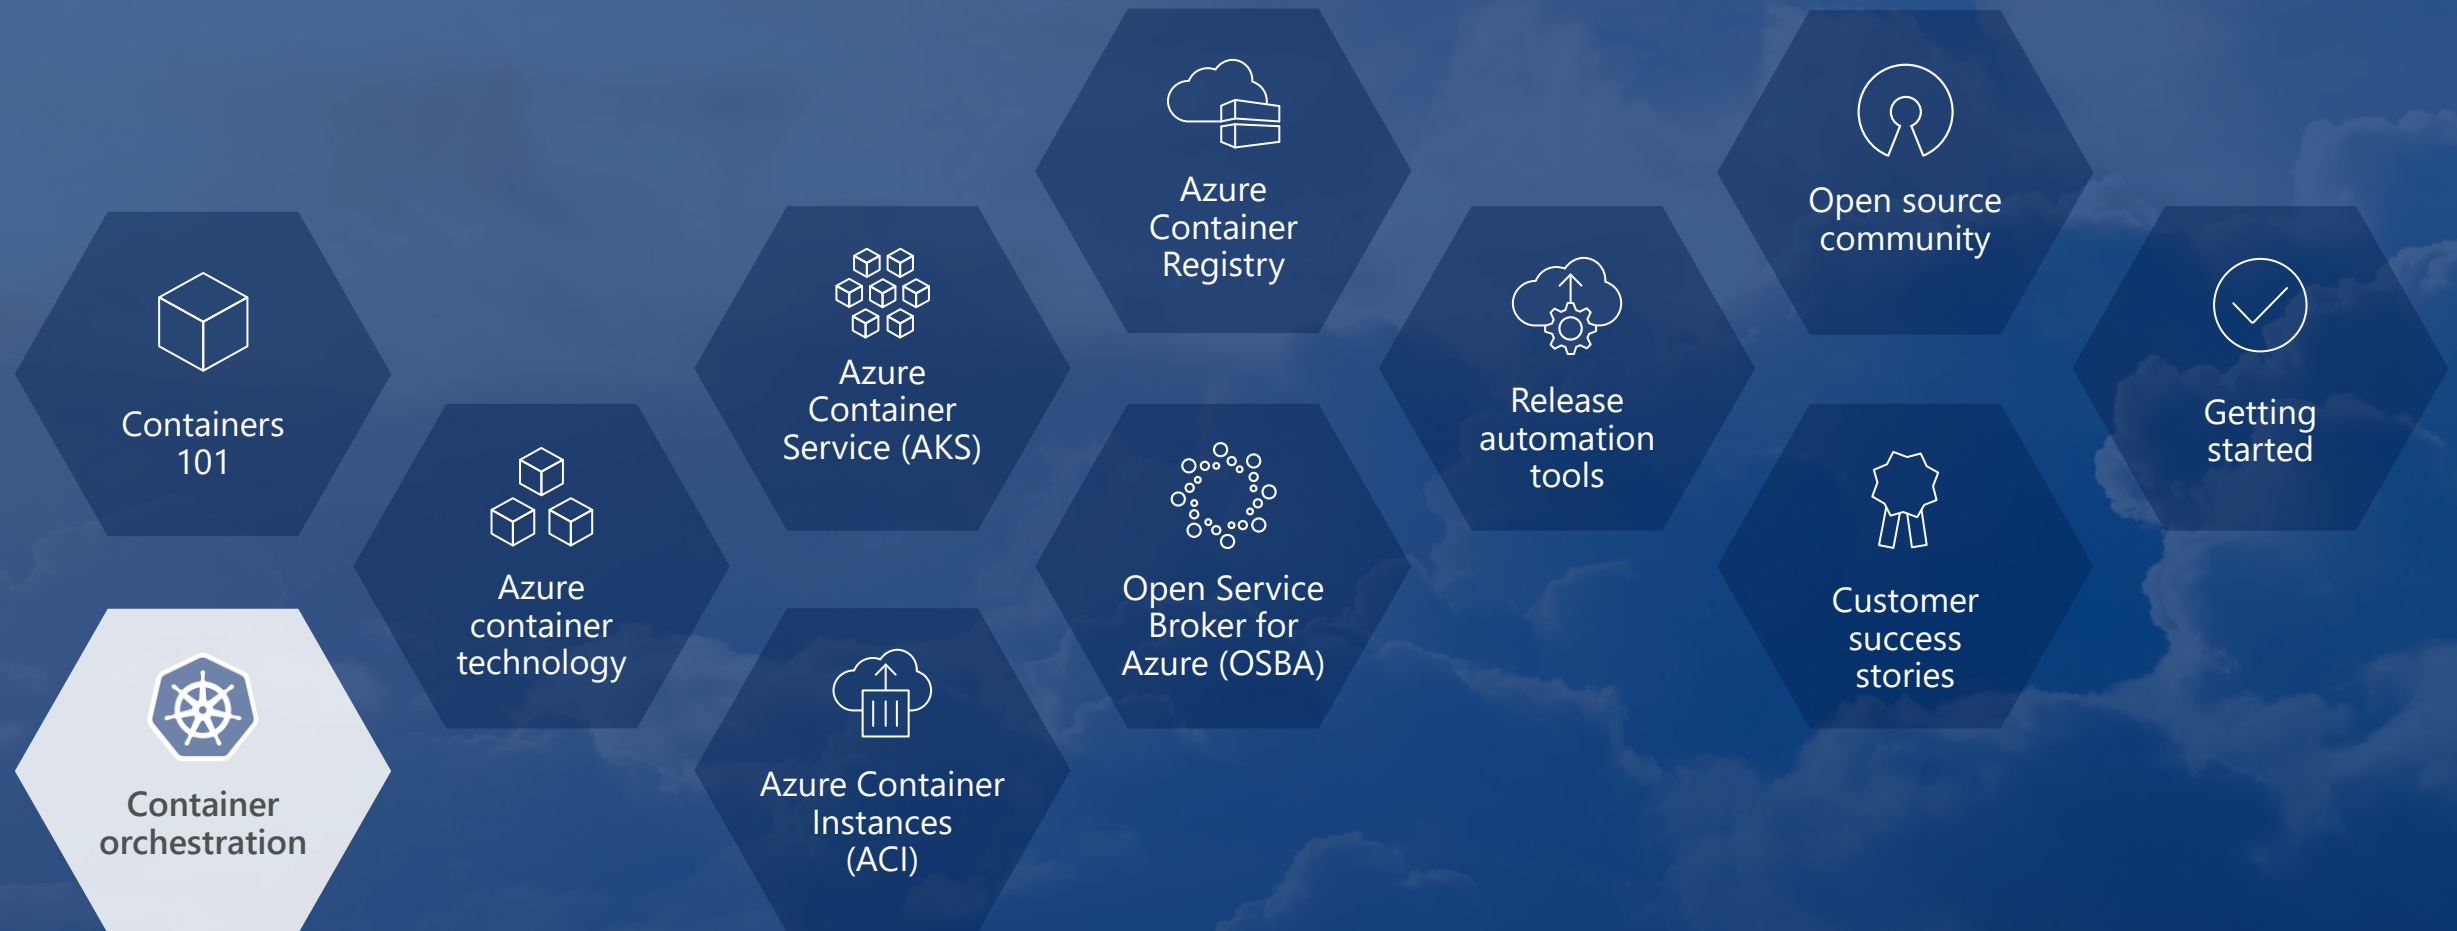 Containers
101
Container
orchestration
Azure
container
technology
Azure
Container
Service (AKS)
Azure Container
Instances
(ACI)
Azure
Container
Registry
Open Service
Broker for
Azure (OSBA)
Release
automation
tools
Open source
community
Customer
success
stories
Getting
started